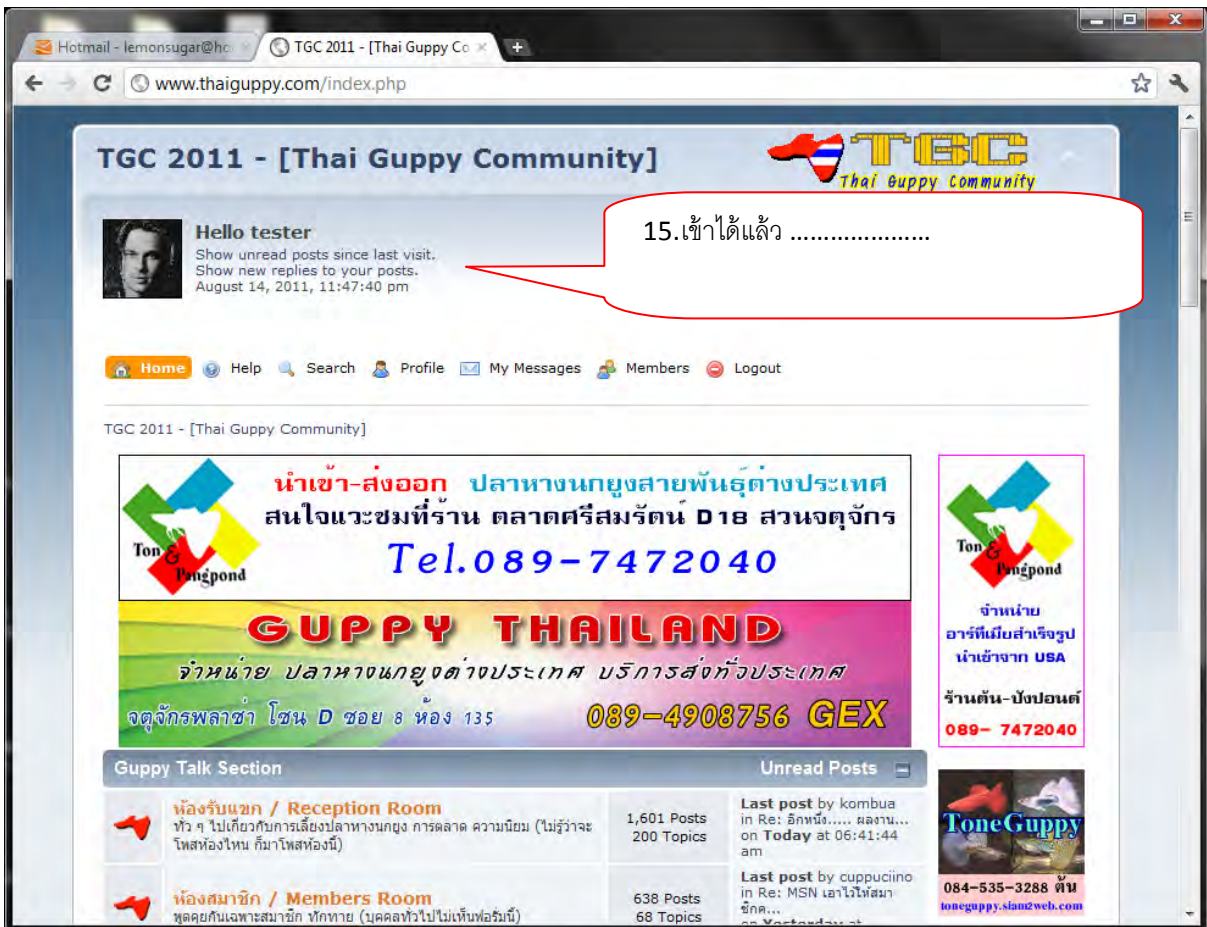 Hotmail - lemonsugar@ho
TGC 2011 - [Thai Guppy Co
www.thaiguppy.com/index.php
TGC 2011 - [Thai Guppy Community]
TGC
Thai Guppy Community
Hello tester
Show unread posts since last visit.
Show new replies to your posts.
August 14, 2011, 11:47:40 pm
15.เข้าได้แล้ว ...................
Home Help Search Profile My Messages Members Logout
TGC 2011 - [Thai Guppy Community]
Ton & Pangpond
นำเข้า-ส่งออก ปลาหางนกยูงสายพันธุ์ต่างประเทศ
สนใจแวะชมที่ร้าน ตลาดศรีสมรัตน์ D18 สวนจตุจักร
Tel.089-7472040
GUPPY THAILAND
จำหน่าย ปลาหางนกยูงต่างประเทศ บริการส่งทั่วประเทศ
จตุจักรพลาซ่า โซน D ซอย 8 ห้อง 135 089-4908756 GEX
Ton & Pangpond
จำหน่าย
อาร์ทีเมียสำเร็จรูป
นำเข้าจาก USA
ร้านต้น-ปังปอนด์
089- 7472040
Guppy Talk Section Unread Posts
ห้องรับแขก / Reception Room
ทั่ว ๆ ไปเกี่ยวกับการเลี้ยงปลาหางนกยูง การตลาด ความนิยม (ไม่รู้ว่าจะ
โพสห้องไหน ก็มาโพสห้องนี้)
1,601 Posts
200 Topics
Last post by kombua
in Re: อีกหนึ่ง..... ผลงาน...
on Today at 06:41:44
am
ห้องสมาชิก / Members Room
พูดคุยกันเฉพาะสมาชิก ทักทาย (บุคคลทั่วไปไม่เห็นฟอรั่มนี้)
638 Posts
68 Topics
Last post by cuppuciino
in Re: MSN เอาไว้ให้สมา
ชิกค...
on Yesterday at
ToneGuppy
084-535-3288 ต้น
toneguppy.siam2web.com